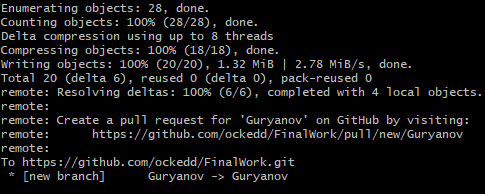 Enumerating objects: 28, done.
Counting objects: 100% (28/28), done.
Delta compression using up to 8 threads
Compressing objects: 100% (18/18), done.
Writing objects: 100% (20/20), 1.32 MiB | 2.78 MiB/s, done.
Total 20 (delta 6), reused 0 (delta 0), pack-reused 0
remote: Resolving deltas: 100% (6/6), completed with 4 local objects.
remote:
remote: Create a pull request for 'Guryanov' on GitHub by visiting:
remote:      https://github.com/ockedd/FinalWork/pull/new/Guryanov
remote:
To https://github.com/ockedd/FinalWork.git
 * [new branch]      Guryanov -> Guryanov